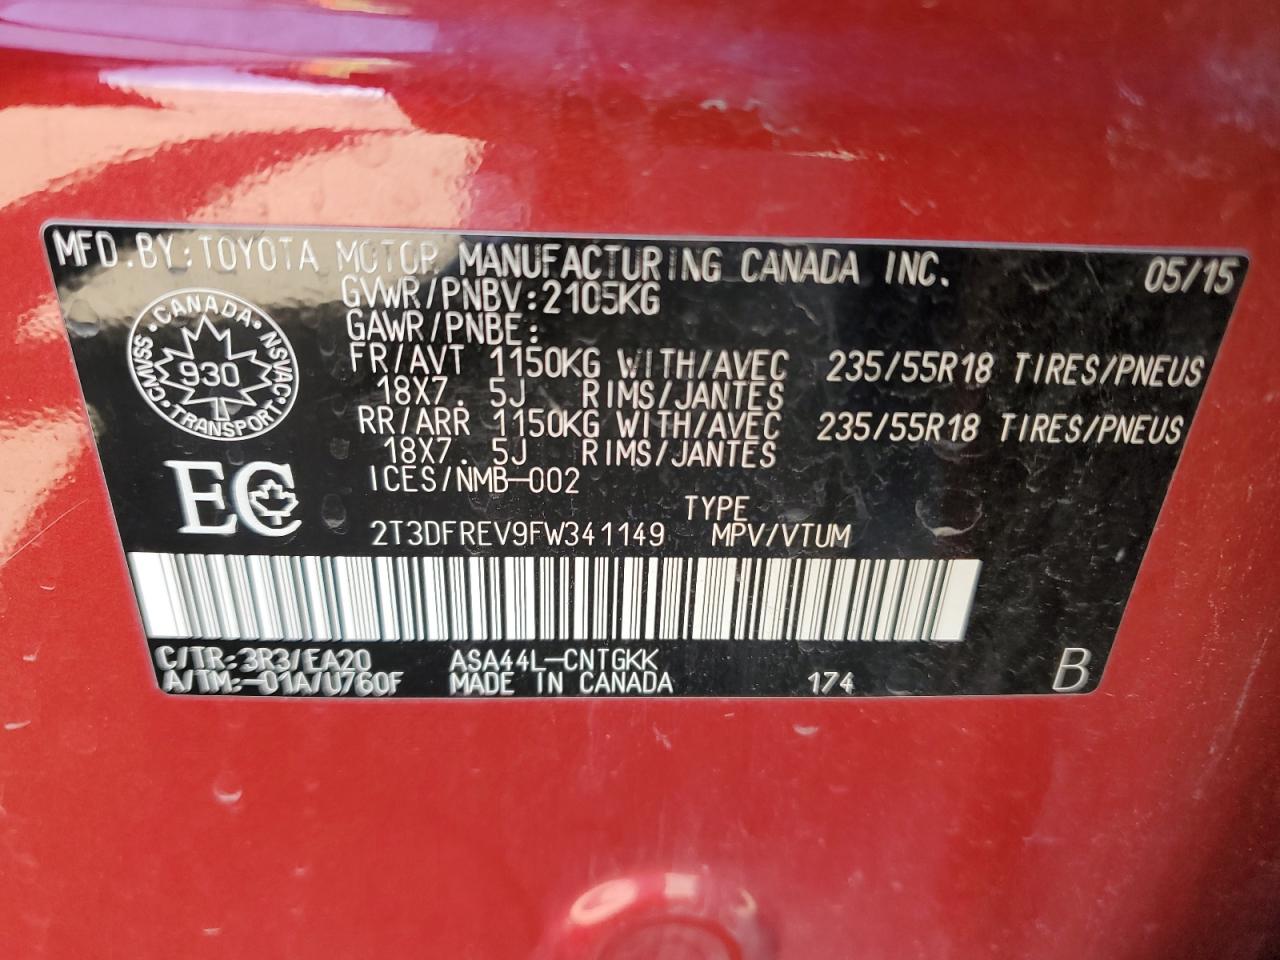 MFD.BY:TOYOTA MOTOR MANUFACTURING CANADA INC. 05/15
GVWR/PNBV:2105KG
GAWR/PNBE:
FR/AVT 1150KG WITH/AVEC 235/55R18 TIRES/PNEUS
18X7.5J RIMS/JANTES
RR/ARR 1150KG WITH/AVEC 235/55R18 TIRES/PNEUS
18X7.5J RIMS/JANTES
ICES/NMB-002
CANADA
930
TRANSPORT
EC
TYPE
2T3DFREV9FW341149 MPV/VTUM
C/TR:3R3/EA20 ASA44L-CNTGKK
A/TM:-01A/U760F MADE IN CANADA 174 B